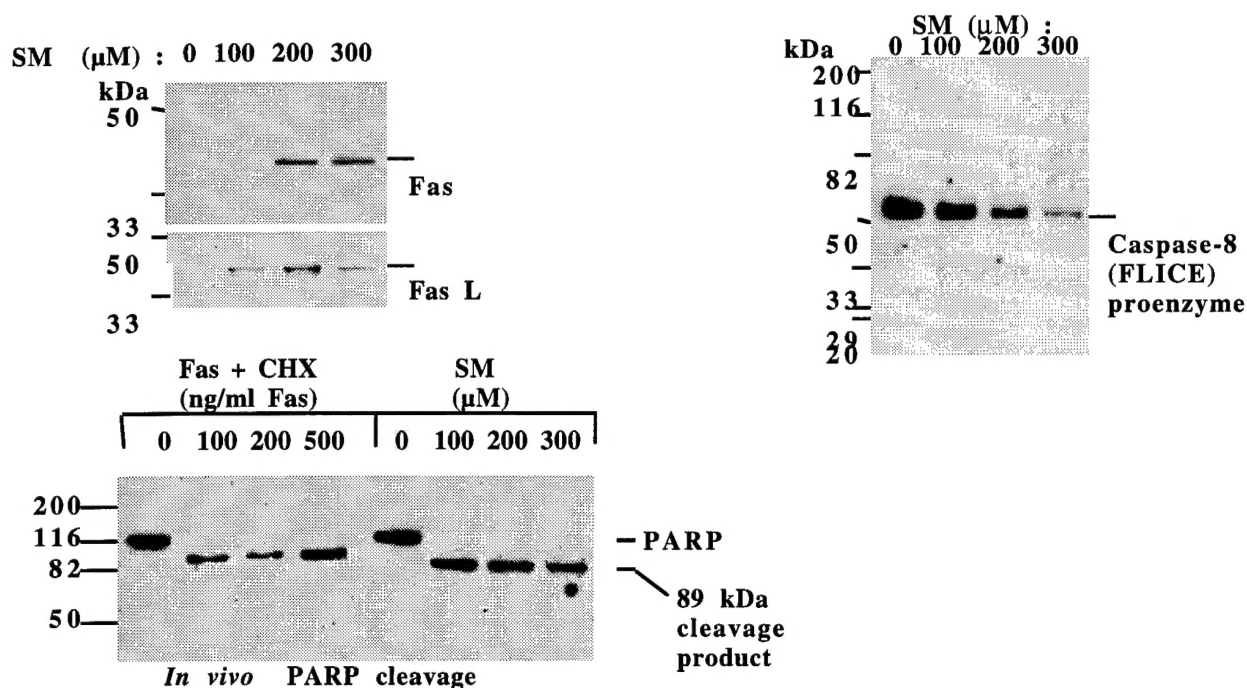 SM (µM) : 0 100 200 300
kDa
50
Fas
33
50
Fas L
33
SM (µM) :
kDa
0 100 200 300
200
116
82
50
Caspase-8
(FLICE)
proenzyme
33
29
20
Fas + CHX
(ng/ml Fas)
SM
(µM)
0 100 200 500 0 100 200 300
200
116
PARP
82
89 kDa
cleavage
product
50
In vivo PARP cleavage